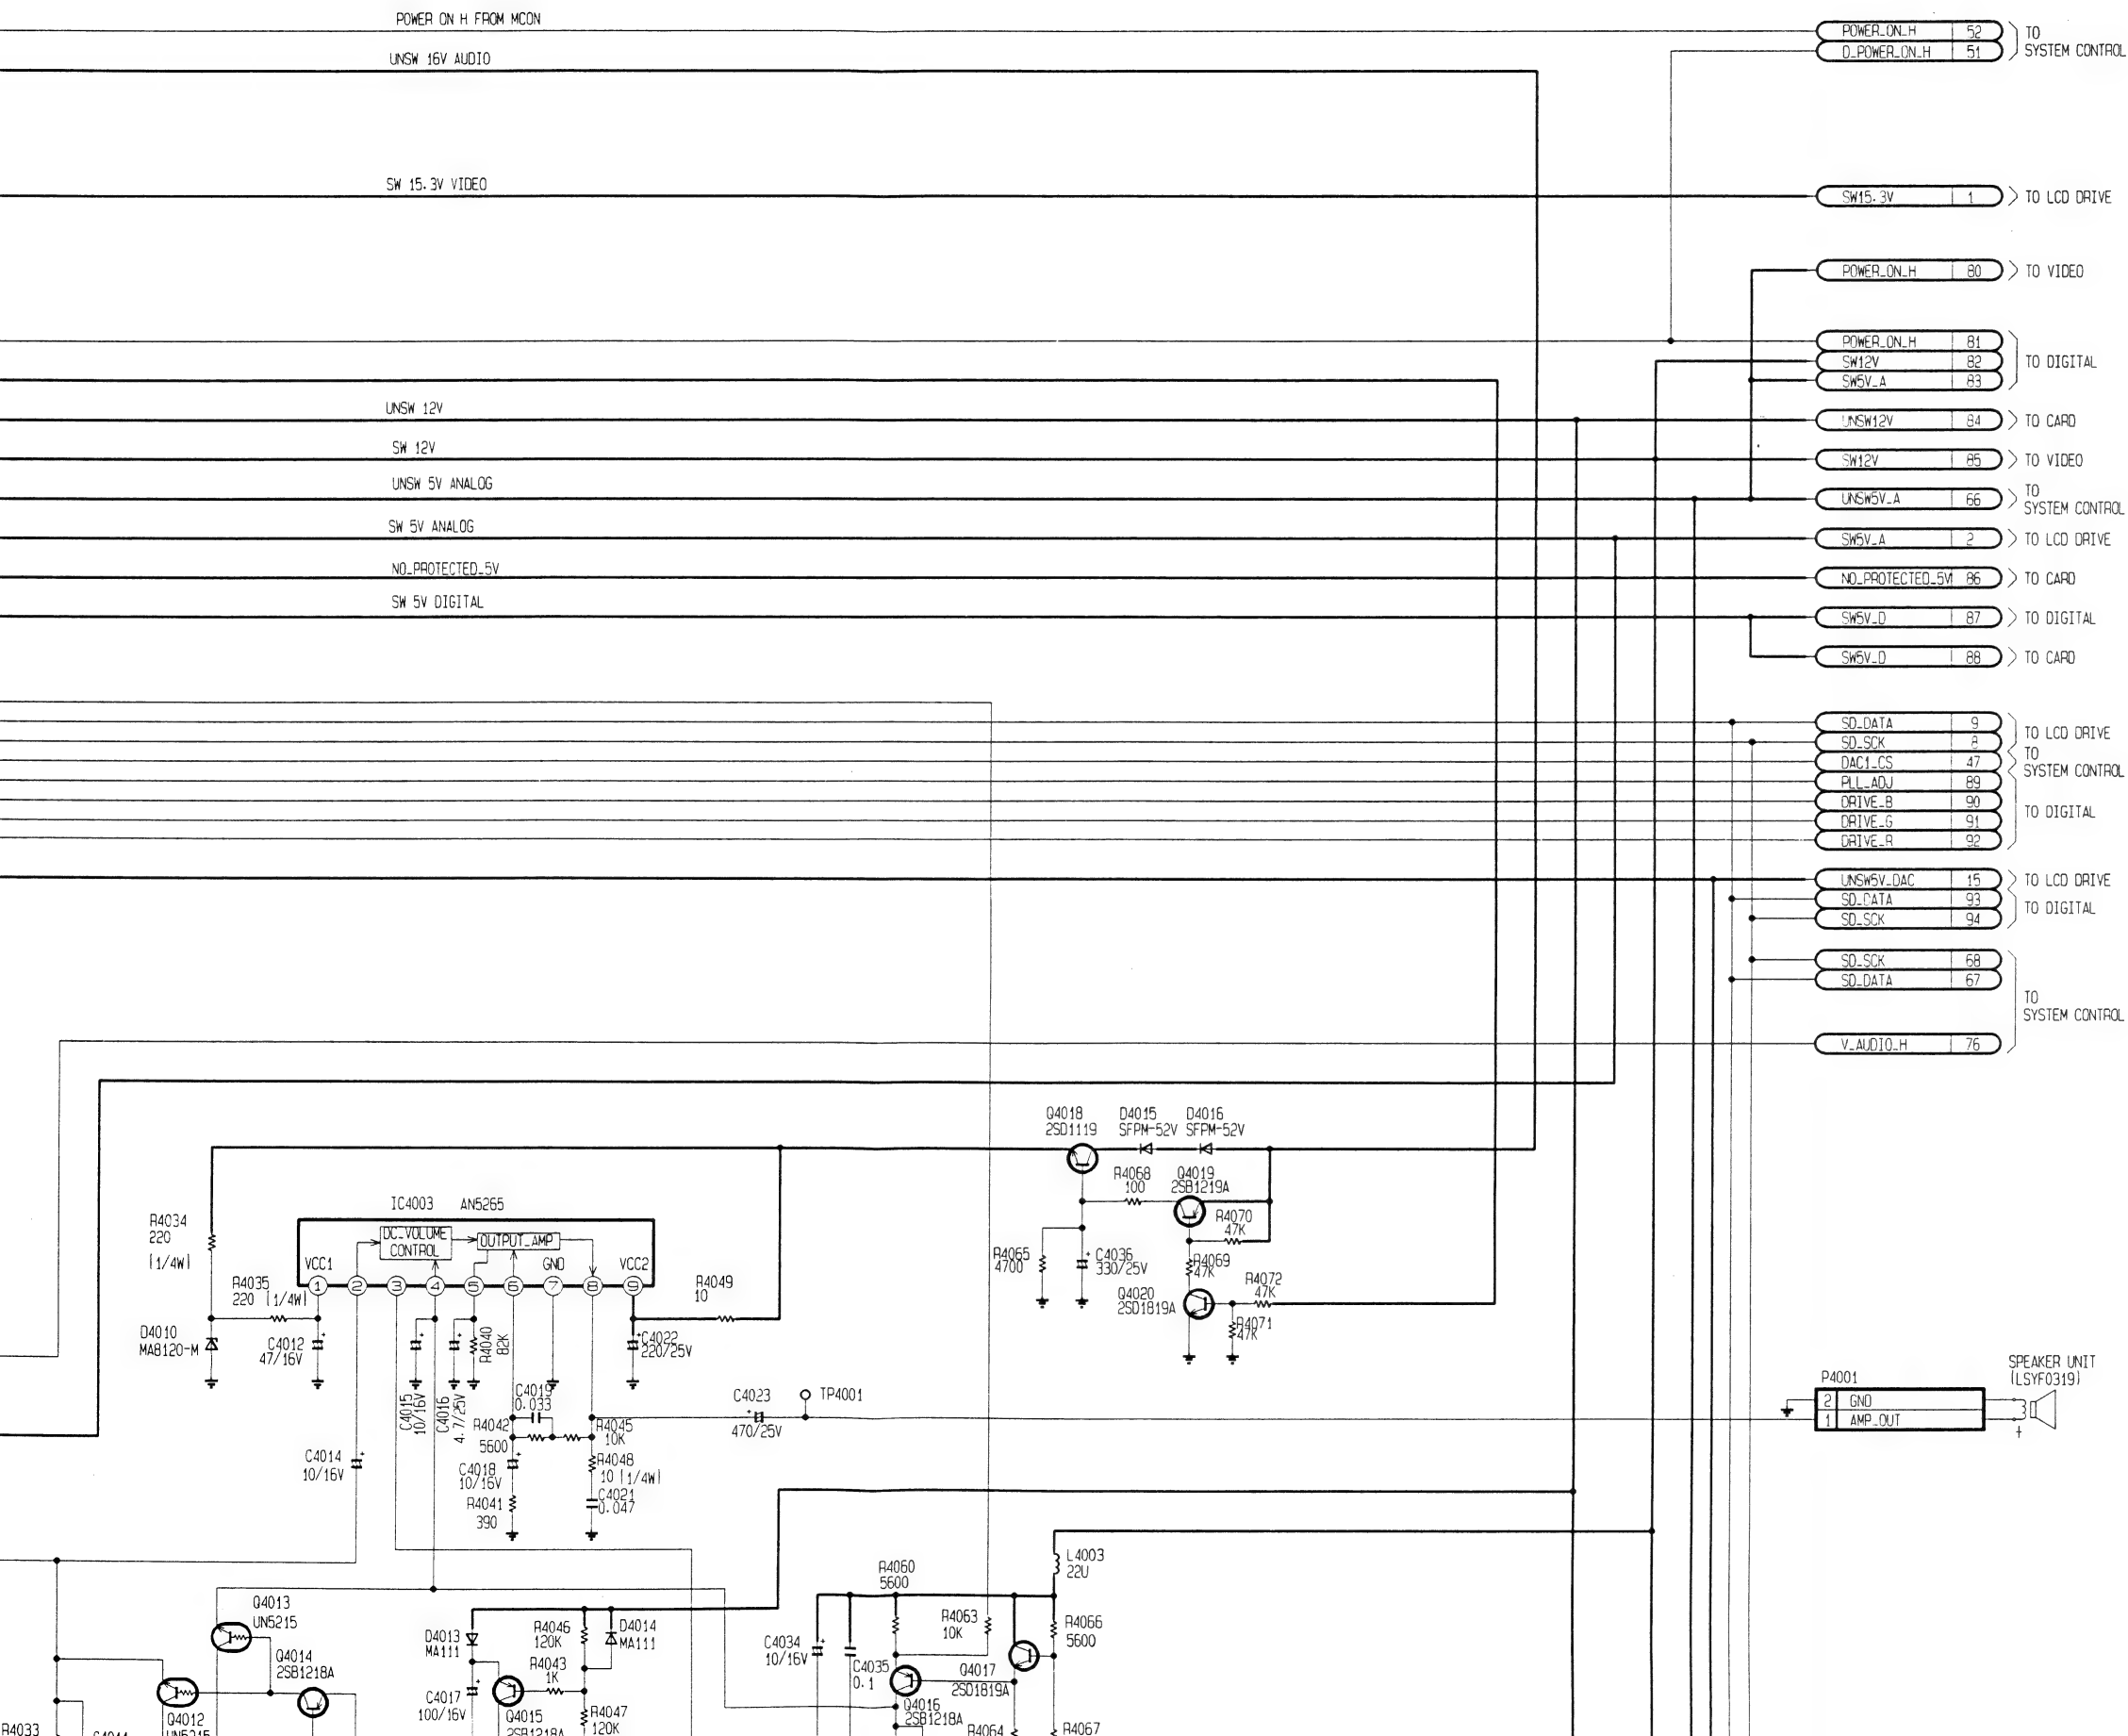 POWER ON H FROM MCON
UNSW 16V AUDIO
POWER_ON_H 52
D_POWER_ON_H 51
TO
SYSTEM CONTROL
SW 15.3V VIDEO
SW15.3V 1
TO LCD DRIVE
POWER_ON_H 80
TO VIDEO
POWER_ON_H 81
SW12V 82
SW5V_A 83
TO DIGITAL
UNSW 12V
UNSW12V 84
TO CARD
SW 12V
SW12V 85
TO VIDEO
UNSW 5V ANALOG
UNSW5V_A 66
TO
SYSTEM CONTROL
SW 5V ANALOG
SW5V_A 2
TO LCD DRIVE
NO_PROTECTED_5V
NO_PROTECTED_5V 86
TO CARD
SW 5V DIGITAL
SW5V_D 87
TO DIGITAL
SW5V_D 88
TO CARD
SD_DATA 9
SD_SCK 8
DAC1_CS 47
PLL_ADJ 89
DRIVE_B 90
DRIVE_G 91
DRIVE_R 92
TO LCD DRIVE
TO
SYSTEM CONTROL
TO DIGITAL
UNSW5V_DAC 15
SD_DATA 93
SD_SCK 94
TO LCD DRIVE
TO DIGITAL
SD_SCK 68
SD_DATA 67
TO
SYSTEM CONTROL
V_AUDIO_H 76
Q4018
2SD1119
D4015
SFPM-52V
D4016
SFPM-52V
R4068
100
Q4019
2SB1219A
R4070
47K
R4065
4700
C4036
330/25V
R4069
47K
Q4020
2SD1819A
R4072
47K
R4071
47K
IC4003 AN5265
DC_VOLUME
CONTROL
OUTPUT_AMP
VCC1
GND
VCC2
1 2 3 4 5 6 7 8 9
R4034
220
(1/4W)
R4035
220 (1/4W)
D4010
MA8120-M
C4012
47/16V
R4049
10
C4022
220/25V
R4040
82K
C4015
10/16V
C4016
4.7/25V
C4019
0.033
R4042
5600
R4045
10K
C4023
470/25V
TP4001
C4014
10/16V
C4018
10/16V
R4048
10 (1/4W)
R4041
390
C4021
0.047
P4001
2 GND
1 AMP_OUT
SPEAKER UNIT
(LSYF0319)
L4003
22U
R4060
5600
Q4013
UN5215
Q4014
2SB1218A
D4013
MA111
R4046
120K
D4014
MA111
R4043
1K
C4034
10/16V
C4035
0.1
R4063
10K
R4066
5600
Q4017
2SD1819A
C4017
100/16V
Q4015
2SB1218A
R4047
120K
Q4016
2SB1218A
R4064
R4067
Q4012
UN5215
R4033